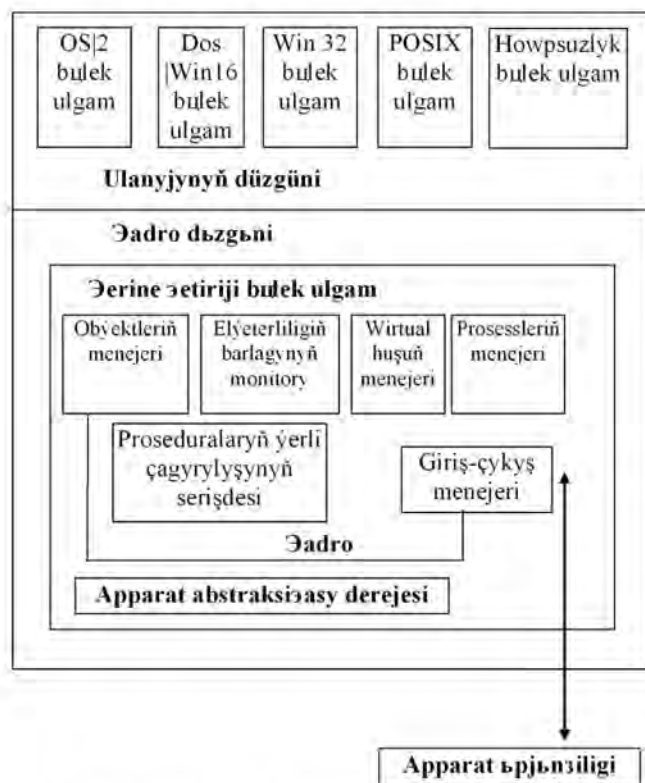 OS|2
bulek
ulgam
Dos
|Win16
bulek
ulgam
Win 32
bulek
ulgam
POSIX
bulek
ulgam
Howpsuzlyk
bulek ulgam
Ulanyjynyň düzgüni
Эadro dьzgьni
Эerine эetiriji bulek ulgam
Obyektleriň
menejeri
Elýeterliligiň
barlagynyň
monitory
Wirtual
huşuň
menejeri
Prosessleriň
menejeri
Proseduralaryň ýerli
çagyrylyşynyň
serişdesi
Giriş-çykyş
menejeri
Эadro
Apparat abstraksiэasy derejesi
Apparat ьpjьnзiligi